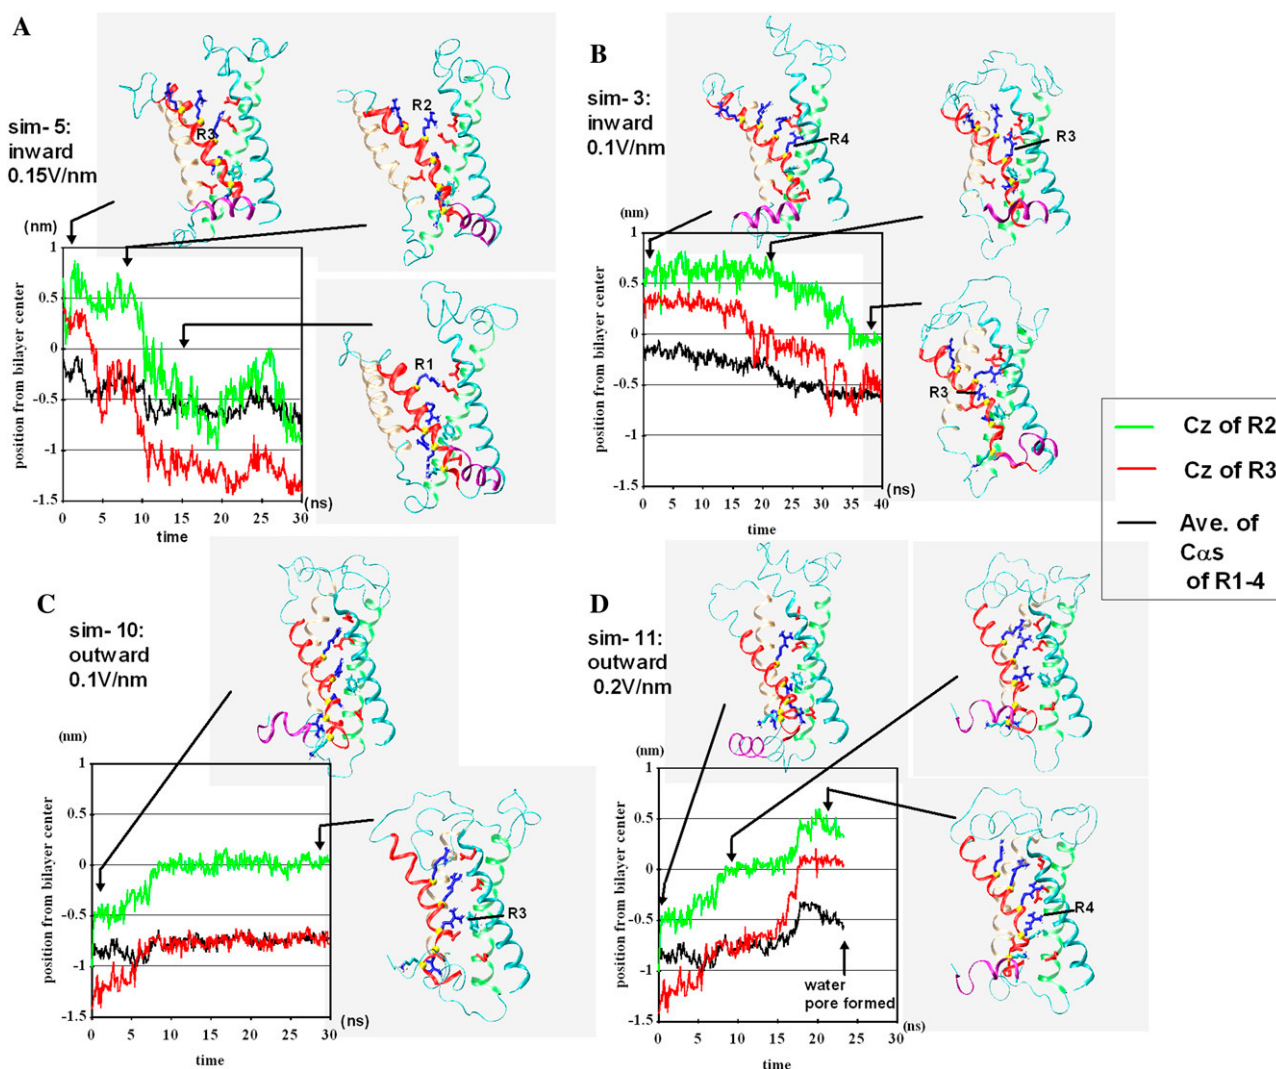 A
sim- 5:
inward
0.15V/nm
R3
R2
R1
(nm)
position from bilayer center
1
0.5
0
-0.5
-1
-1.5
0 5 10 15 20 25 30
(ns)
time
B
sim- 3:
inward
0.1V/nm
R4
R3
R3
(nm)
position from bilayer center
1
0.5
0
-0.5
-1
-1.5
0 5 10 15 20 25 30 35 40
(ns)
time
Cz of R2
Cz of R3
Ave. of
Cαs
of R1-4
C
sim- 10:
outward
0.1V/nm
R3
(nm)
position from bilayer center
1
0.5
0
-0.5
-1
-1.5
0 5 10 15 20 25 30
(ns)
time
D
sim- 11:
outward
0.2V/nm
R4
(nm)
position from bilayer center
1
0.5
0
-0.5
-1
-1.5
water
pore formed
0 5 10 15 20 25 30
(ns)
time